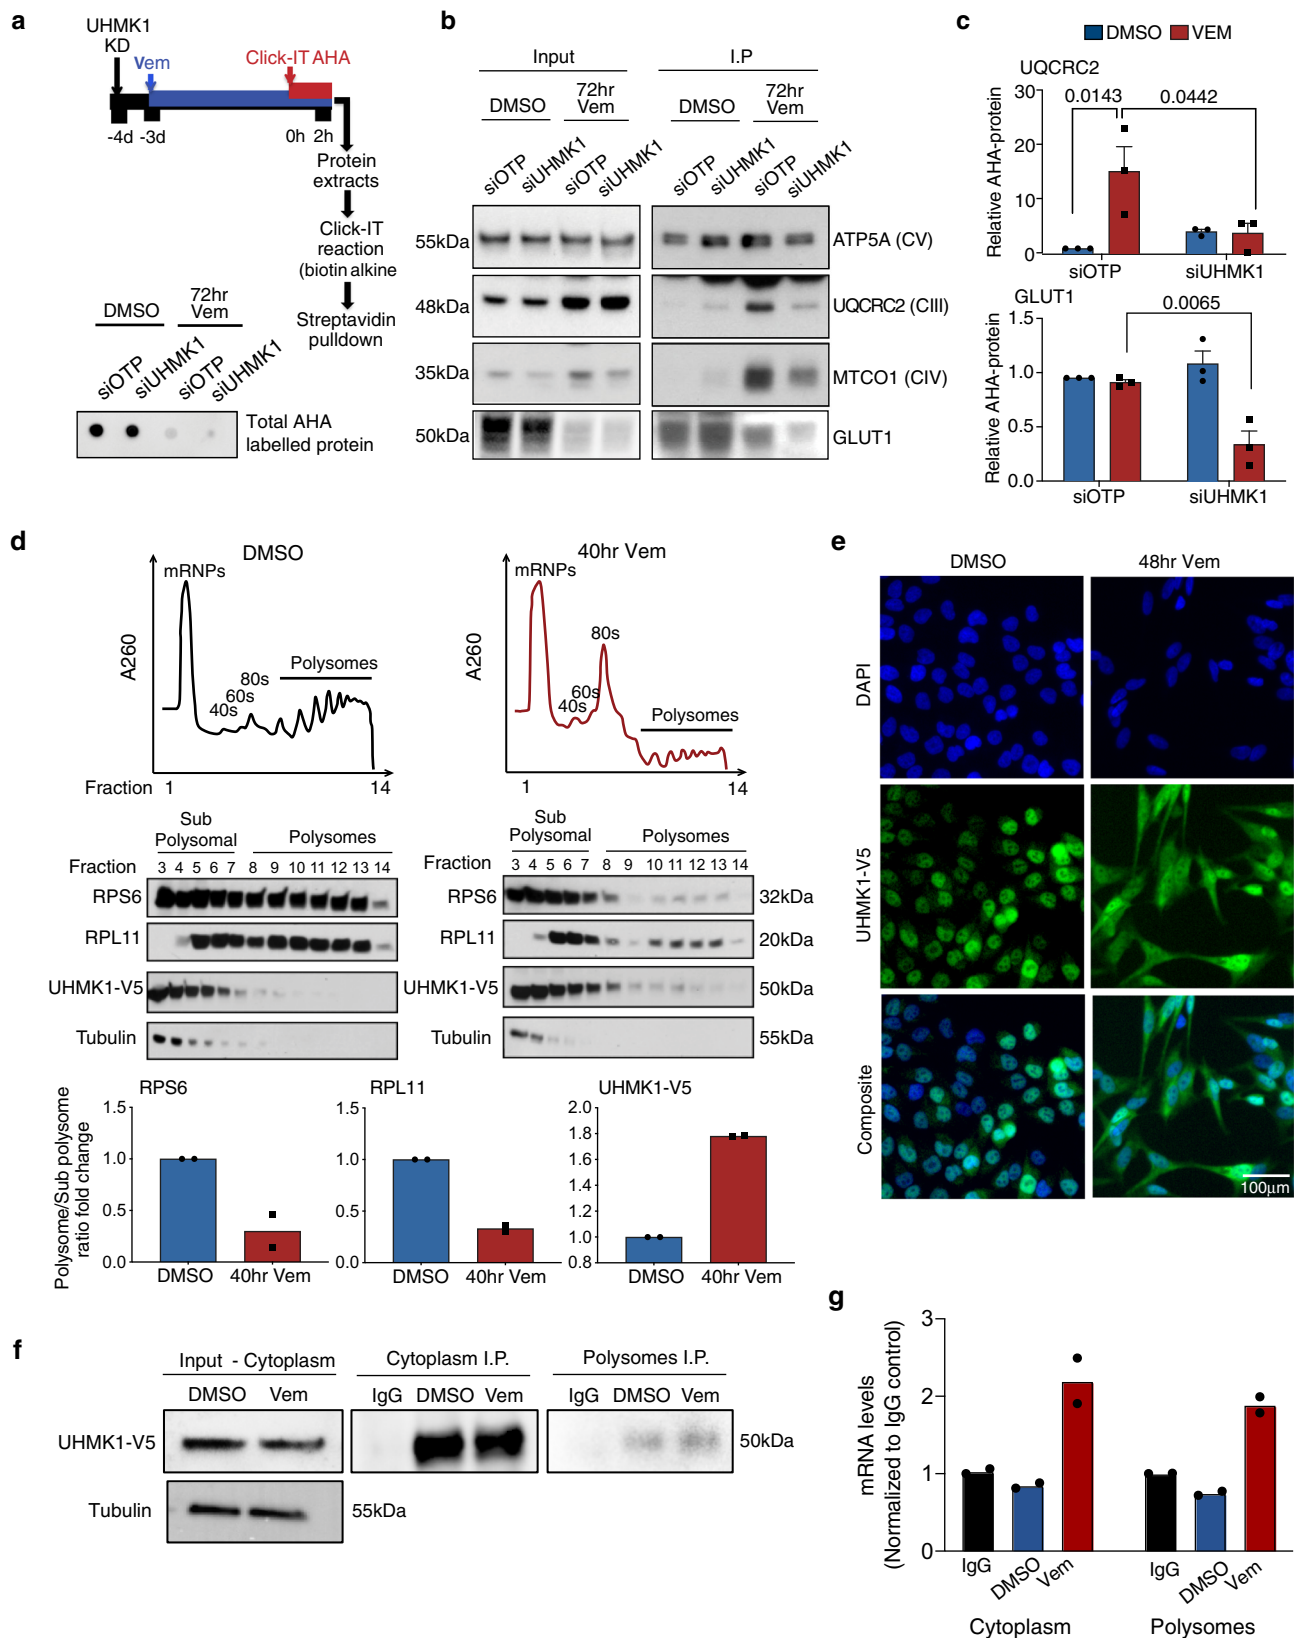 a
UHMK1
KD
Vem
Click-IT AHA
-4d -3d 0h 2h
Protein
extracts
Click-IT
reaction
(biotin alkine
Streptavidin
pulldown
DMSO
72hr
Vem
siOTP siUHMK1 siOTP siUHMK1
Total AHA
labelled protein
b
Input I.P
DMSO 72hr Vem DMSO 72hr Vem
siOTP siUHMK1 siOTP siUHMK1 siOTP siUHMK1 siOTP siUHMK1
55kDa ATP5A (CV)
48kDa UQCRC2 (CIII)
35kDa MTCO1 (CIV)
50kDa GLUT1
c
DMSO VEM
UQCRC2
0.0143 0.0442
Relative AHA-protein
30
20
10
0
siOTP siUHMK1
GLUT1
0.0065
Relative AHA-protein
1.5
1.0
0.5
0.0
siOTP siUHMK1
d
DMSO
mRNPs
A260
40s
60s
80s
Polysomes
Fraction 1 14
40hr Vem
mRNPs
A260
40s
60s
80s
Polysomes
1 14
Sub
Polysomal Polysomes
Fraction 3 4 5 6 7 8 9 10 11 12 13 14
RPS6
RPL11
UHMK1-V5
Tubulin
Sub
Polysomal Polysomes
Fraction 3 4 5 6 7 8 9 10 11 12 13 14
RPS6 32kDa
RPL11 20kDa
UHMK1-V5 50kDa
Tubulin 55kDa
Polysome/Sub polysome
ratio fold change
RPS6
1.5
1.0
0.5
0.0
DMSO 40hr Vem
RPL11
1.5
1.0
0.5
0.0
DMSO 40hr Vem
UHMK1-V5
2.0
1.8
1.6
1.4
1.2
1.0
0.8
DMSO 40hr Vem
e
DMSO 48hr Vem
DAPI
UHMK1-V5
Composite
100μm
f
Input - Cytoplasm Cytoplasm I.P. Polysomes I.P.
DMSO Vem IgG DMSO Vem IgG DMSO Vem
UHMK1-V5 50kDa
Tubulin 55kDa
g
mRNA levels
(Normalized to IgG control)
3
2
1
0
IgG DMSO Vem IgG DMSO Vem
Cytoplasm Polysomes